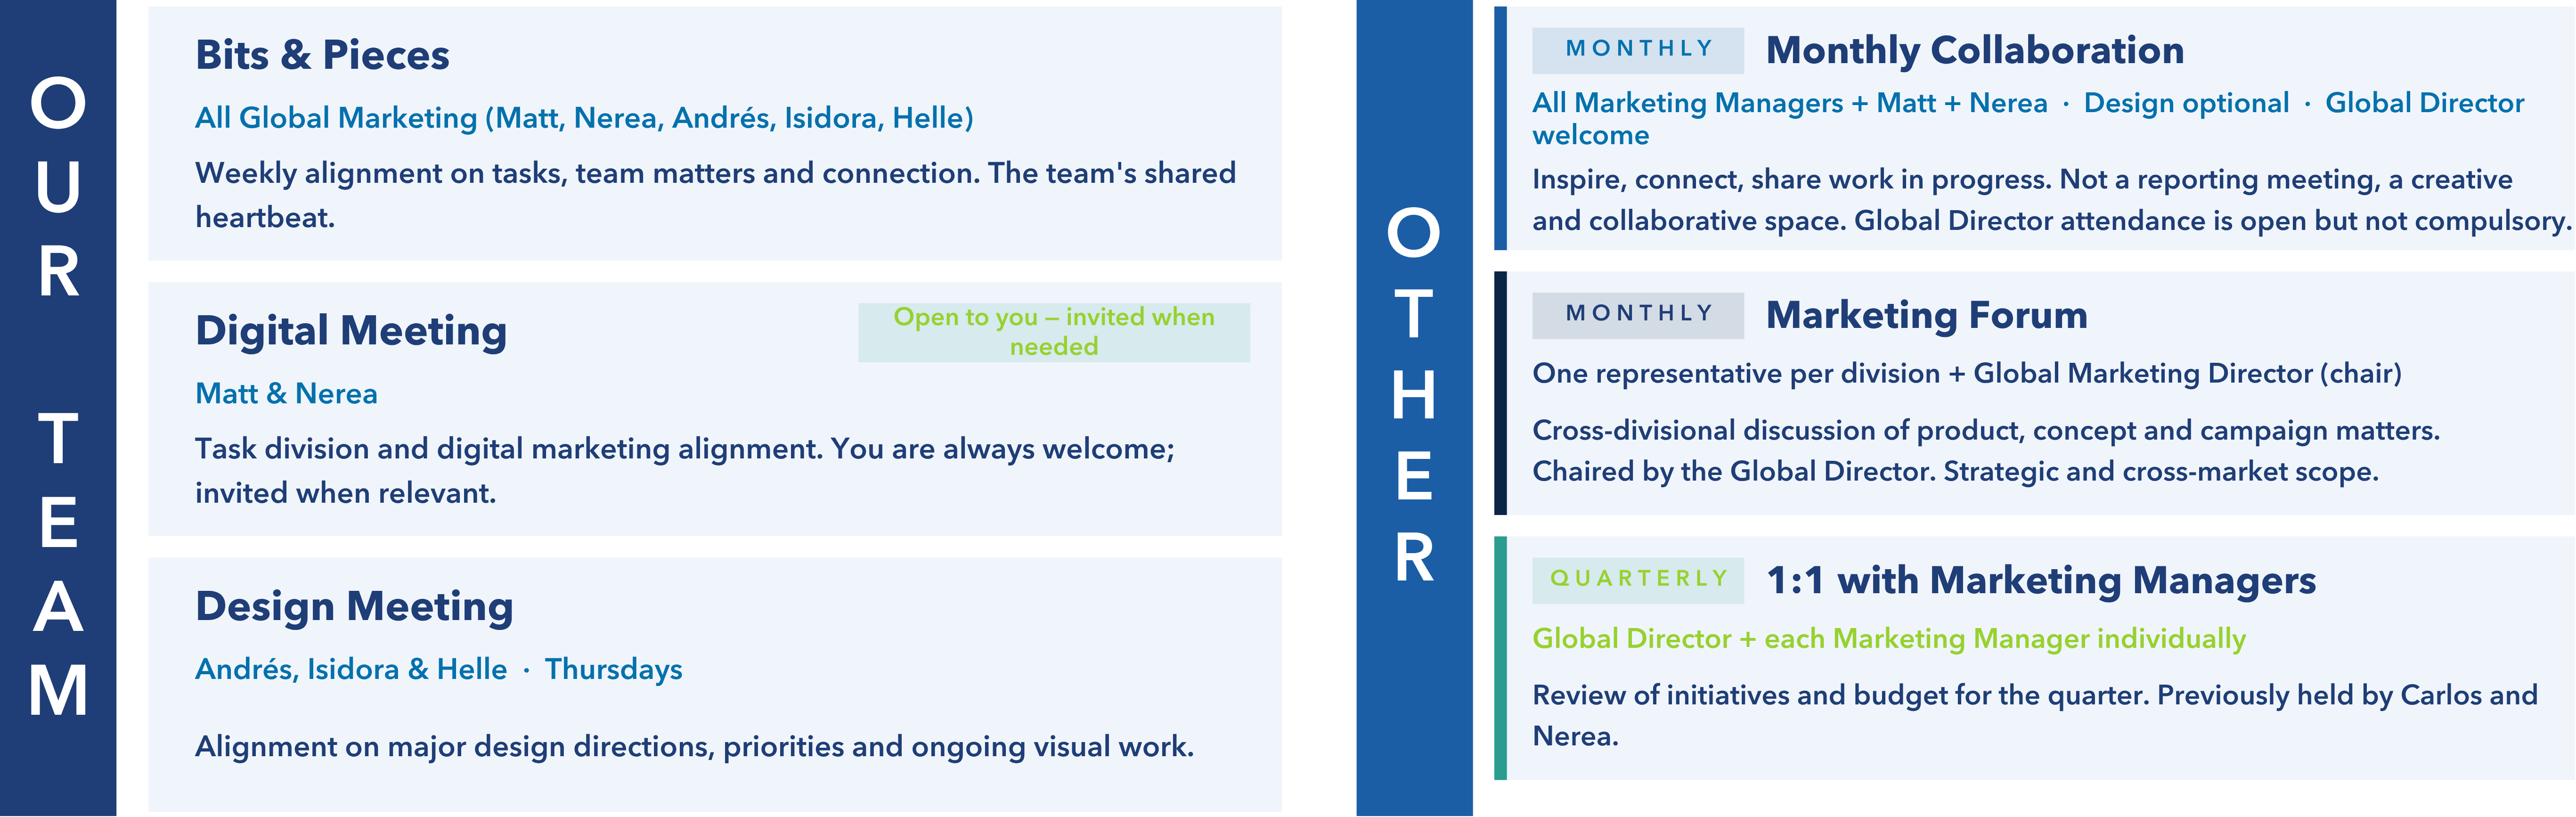 OUR TEAM
Bits & Pieces
All Global Marketing (Matt, Nerea, Andrés, Isidora, Helle)
Weekly alignment on tasks, team matters and connection. The team's shared
heartbeat.
Digital Meeting
Open to you – invited when
needed
Matt & Nerea
Task division and digital marketing alignment. You are always welcome;
invited when relevant.
Design Meeting
Andrés, Isidora & Helle · Thursdays
Alignment on major design directions, priorities and ongoing visual work.
OTHER
MONTHLY
Monthly Collaboration
All Marketing Managers + Matt + Nerea · Design optional · Global Director
welcome
Inspire, connect, share work in progress. Not a reporting meeting, a creative
and collaborative space. Global Director attendance is open but not compulsory.
MONTHLY
Marketing Forum
One representative per division + Global Marketing Director (chair)
Cross-divisional discussion of product, concept and campaign matters.
Chaired by the Global Director. Strategic and cross-market scope.
QUARTERLY
1:1 with Marketing Managers
Global Director + each Marketing Manager individually
Review of initiatives and budget for the quarter. Previously held by Carlos and
Nerea.